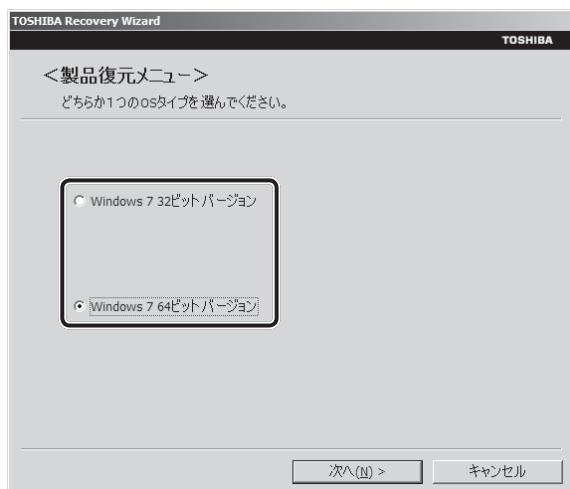 TOSHIBA Recovery Wizard
TOSHIBA
＜製品復元メニュー＞
どちらか1つのOSタイプを選んでください。
Windows 7 32ビットバージョン
Windows 7 64ビットバージョン
次へ(N) >
キャンセル